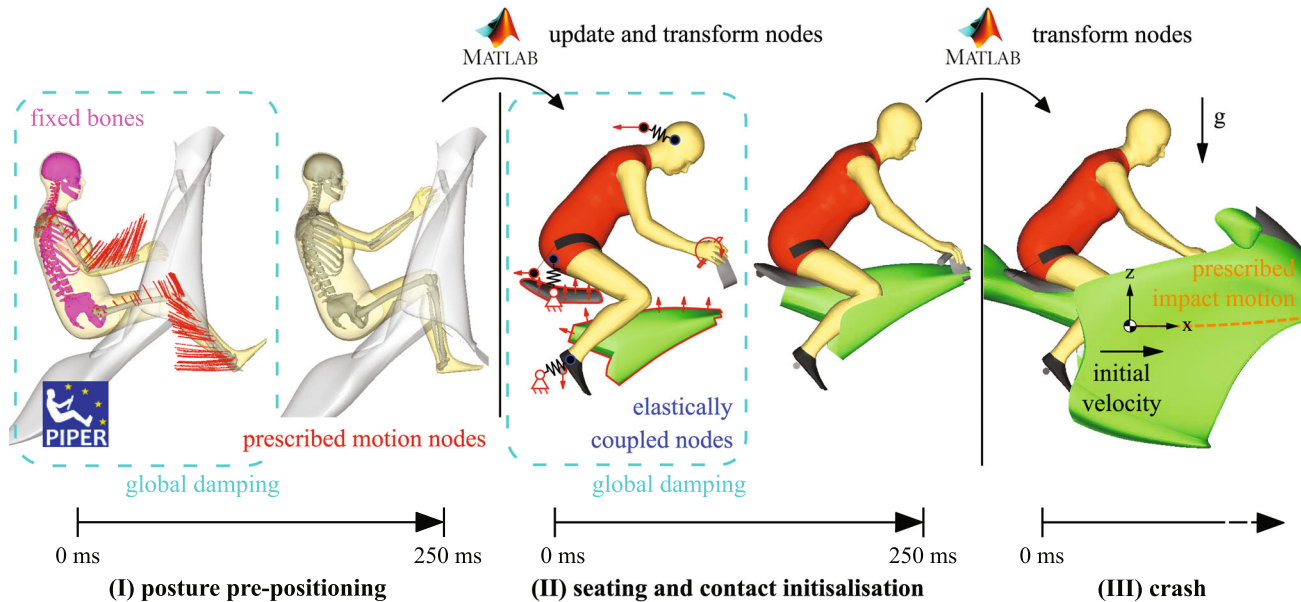 MATLAB
update and transform nodes
MATLAB
transform nodes
fixed bones
g
prescribed
impact motion
z
x
initial
velocity
PIPER
prescribed motion nodes
elastically
coupled nodes
global damping
global damping
0 ms
250 ms
0 ms
250 ms
0 ms
(I) posture pre-positioning
(II) seating and contact initisalisation
(III) crash